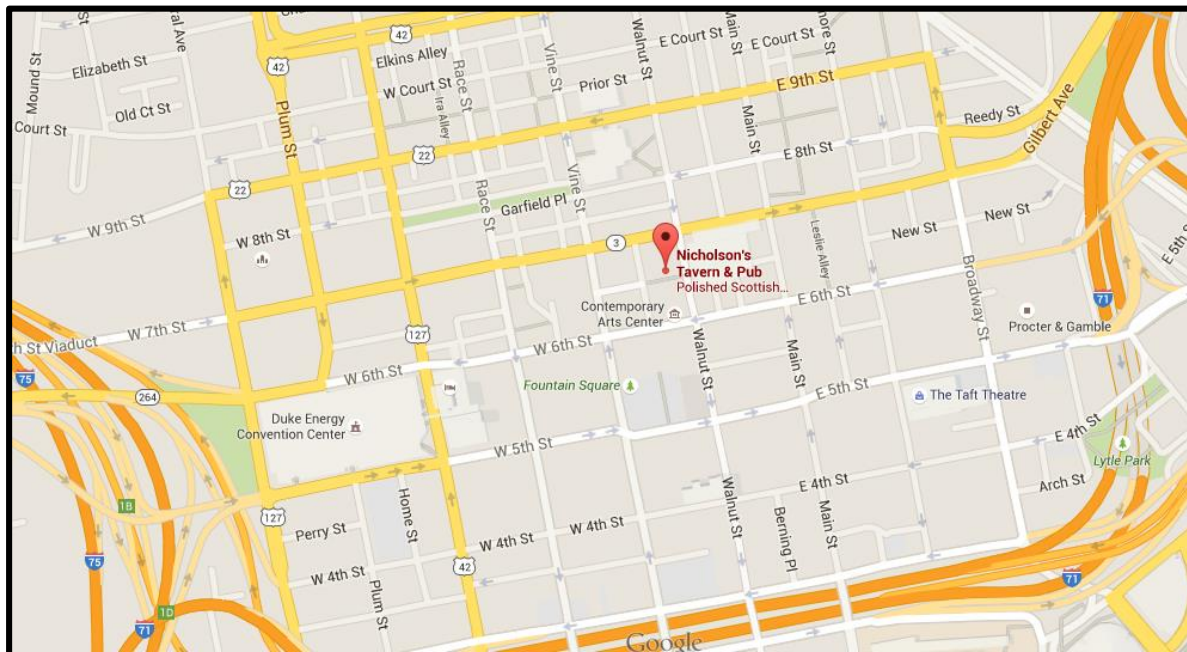 Mound St
Elizabeth St
Old Ct St
Court St
42
42
Elkins Alley
W Court St
Ira Alley
Race St
Vine St
Prior St
Walnut St
E Court St
Main St
E Court St
E 9th St
Main St
Reedy St
Gilbert Ave
Plum St
22
22
E 8th St
W 9th St
W 8th St
Race St
Garfield Pl
Vine St
3
Nicholson's
Tavern & Pub
Polished Scottish...
Leslie Alley
New St
New St
E 5th St
Broadway St
71
W 7th St
th St Viaduct
127
Contemporary
Arts Center
E 6th St
Procter & Gamble
W 6th St
W 6th St
Fountain Square
Walnut St
Main St
E 5th St
The Taft Theatre
75
264
Duke Energy
Convention Center
W 5th St
E 4th St
Lytle Park
Arch St
1B
127
Perry St
Home St
W 4th St
W 4th St
E 4th St
Walnut St
Berning Pl
Main St
W 4th St
Plum St
42
75
1D
71
71
Google